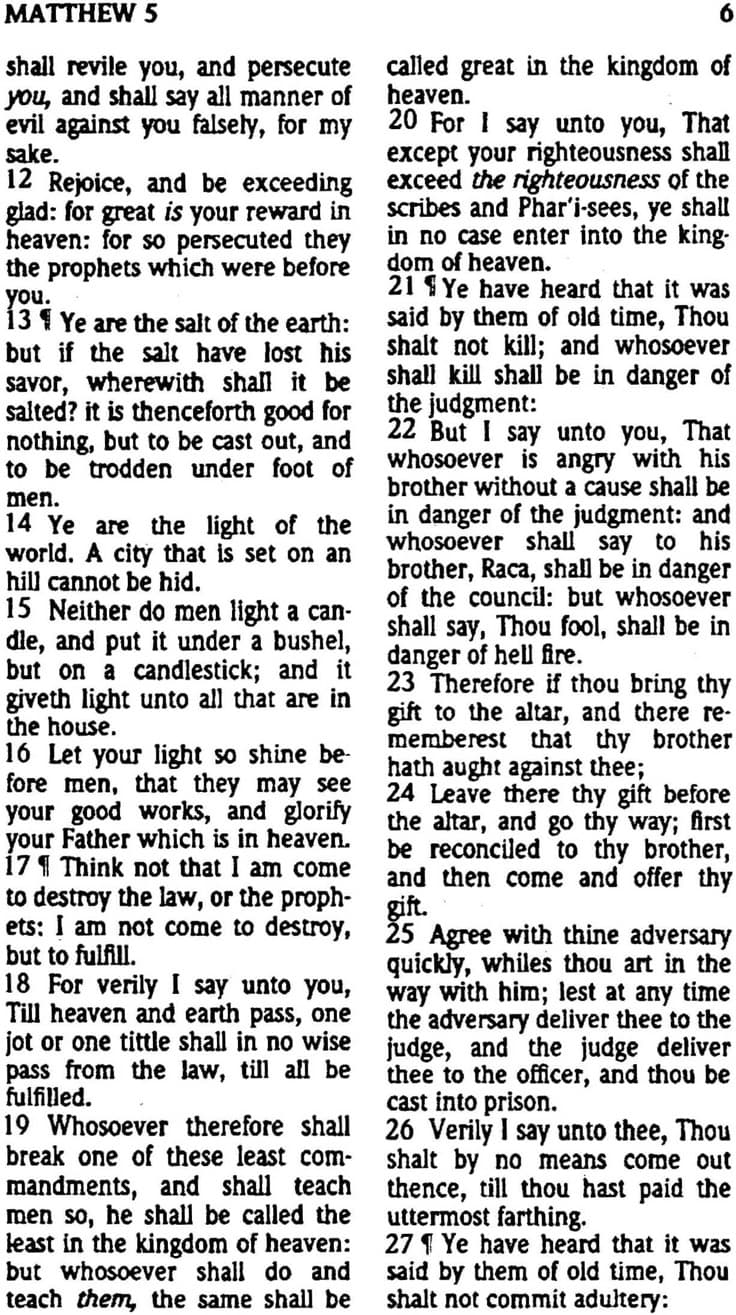 MATTHEW 5
6
shall revile you, and persecute
you, and shall say all manner of
evil against you falsely, for my
sake.
12 Rejoice, and be exceeding
glad: for great is your reward in
heaven: for so persecuted they
the prophets which were before
you.
13 ¶ Ye are the salt of the earth:
but if the salt have lost his
savor, wherewith shall it be
salted? it is thenceforth good for
nothing, but to be cast out, and
to be trodden under foot of
men.
14 Ye are the light of the
world. A city that is set on an
hill cannot be hid.
15 Neither do men light a can-
dle, and put it under a bushel,
but on a candlestick; and it
giveth light unto all that are in
the house.
16 Let your light so shine be-
fore men, that they may see
your good works, and glorify
your Father which is in heaven.
17 ¶ Think not that I am come
to destroy the law, or the proph-
ets: I am not come to destroy,
but to fulfill.
18 For verily I say unto you,
Till heaven and earth pass, one
jot or one tittle shall in no wise
pass from the law, till all be
fulfilled.
19 Whosoever therefore shall
break one of these least com-
mandments, and shall teach
men so, he shall be called the
least in the kingdom of heaven:
but whosoever shall do and
teach them, the same shall be
called great in the kingdom of
heaven.
20 For I say unto you, That
except your righteousness shall
exceed the righteousness of the
scribes and Phar'i-sees, ye shall
in no case enter into the king-
dom of heaven.
21 ¶ Ye have heard that it was
said by them of old time, Thou
shalt not kill; and whosoever
shall kill shall be in danger of
the judgment:
22 But I say unto you, That
whosoever is angry with his
brother without a cause shall be
in danger of the judgment: and
whosoever shall say to his
brother, Raca, shall be in danger
of the council: but whosoever
shall say, Thou fool, shall be in
danger of hell fire.
23 Therefore if thou bring thy
gift to the altar, and there re-
memberest that thy brother
hath aught against thee;
24 Leave there thy gift before
the altar, and go thy way; first
be reconciled to thy brother,
and then come and offer thy
gift.
25 Agree with thine adversary
quickly, whiles thou art in the
way with him; lest at any time
the adversary deliver thee to the
judge, and the judge deliver
thee to the officer, and thou be
cast into prison.
26 Verily I say unto thee, Thou
shalt by no means come out
thence, till thou hast paid the
uttermost farthing.
27 ¶ Ye have heard that it was
said by them of old time, Thou
shalt not commit adultery: